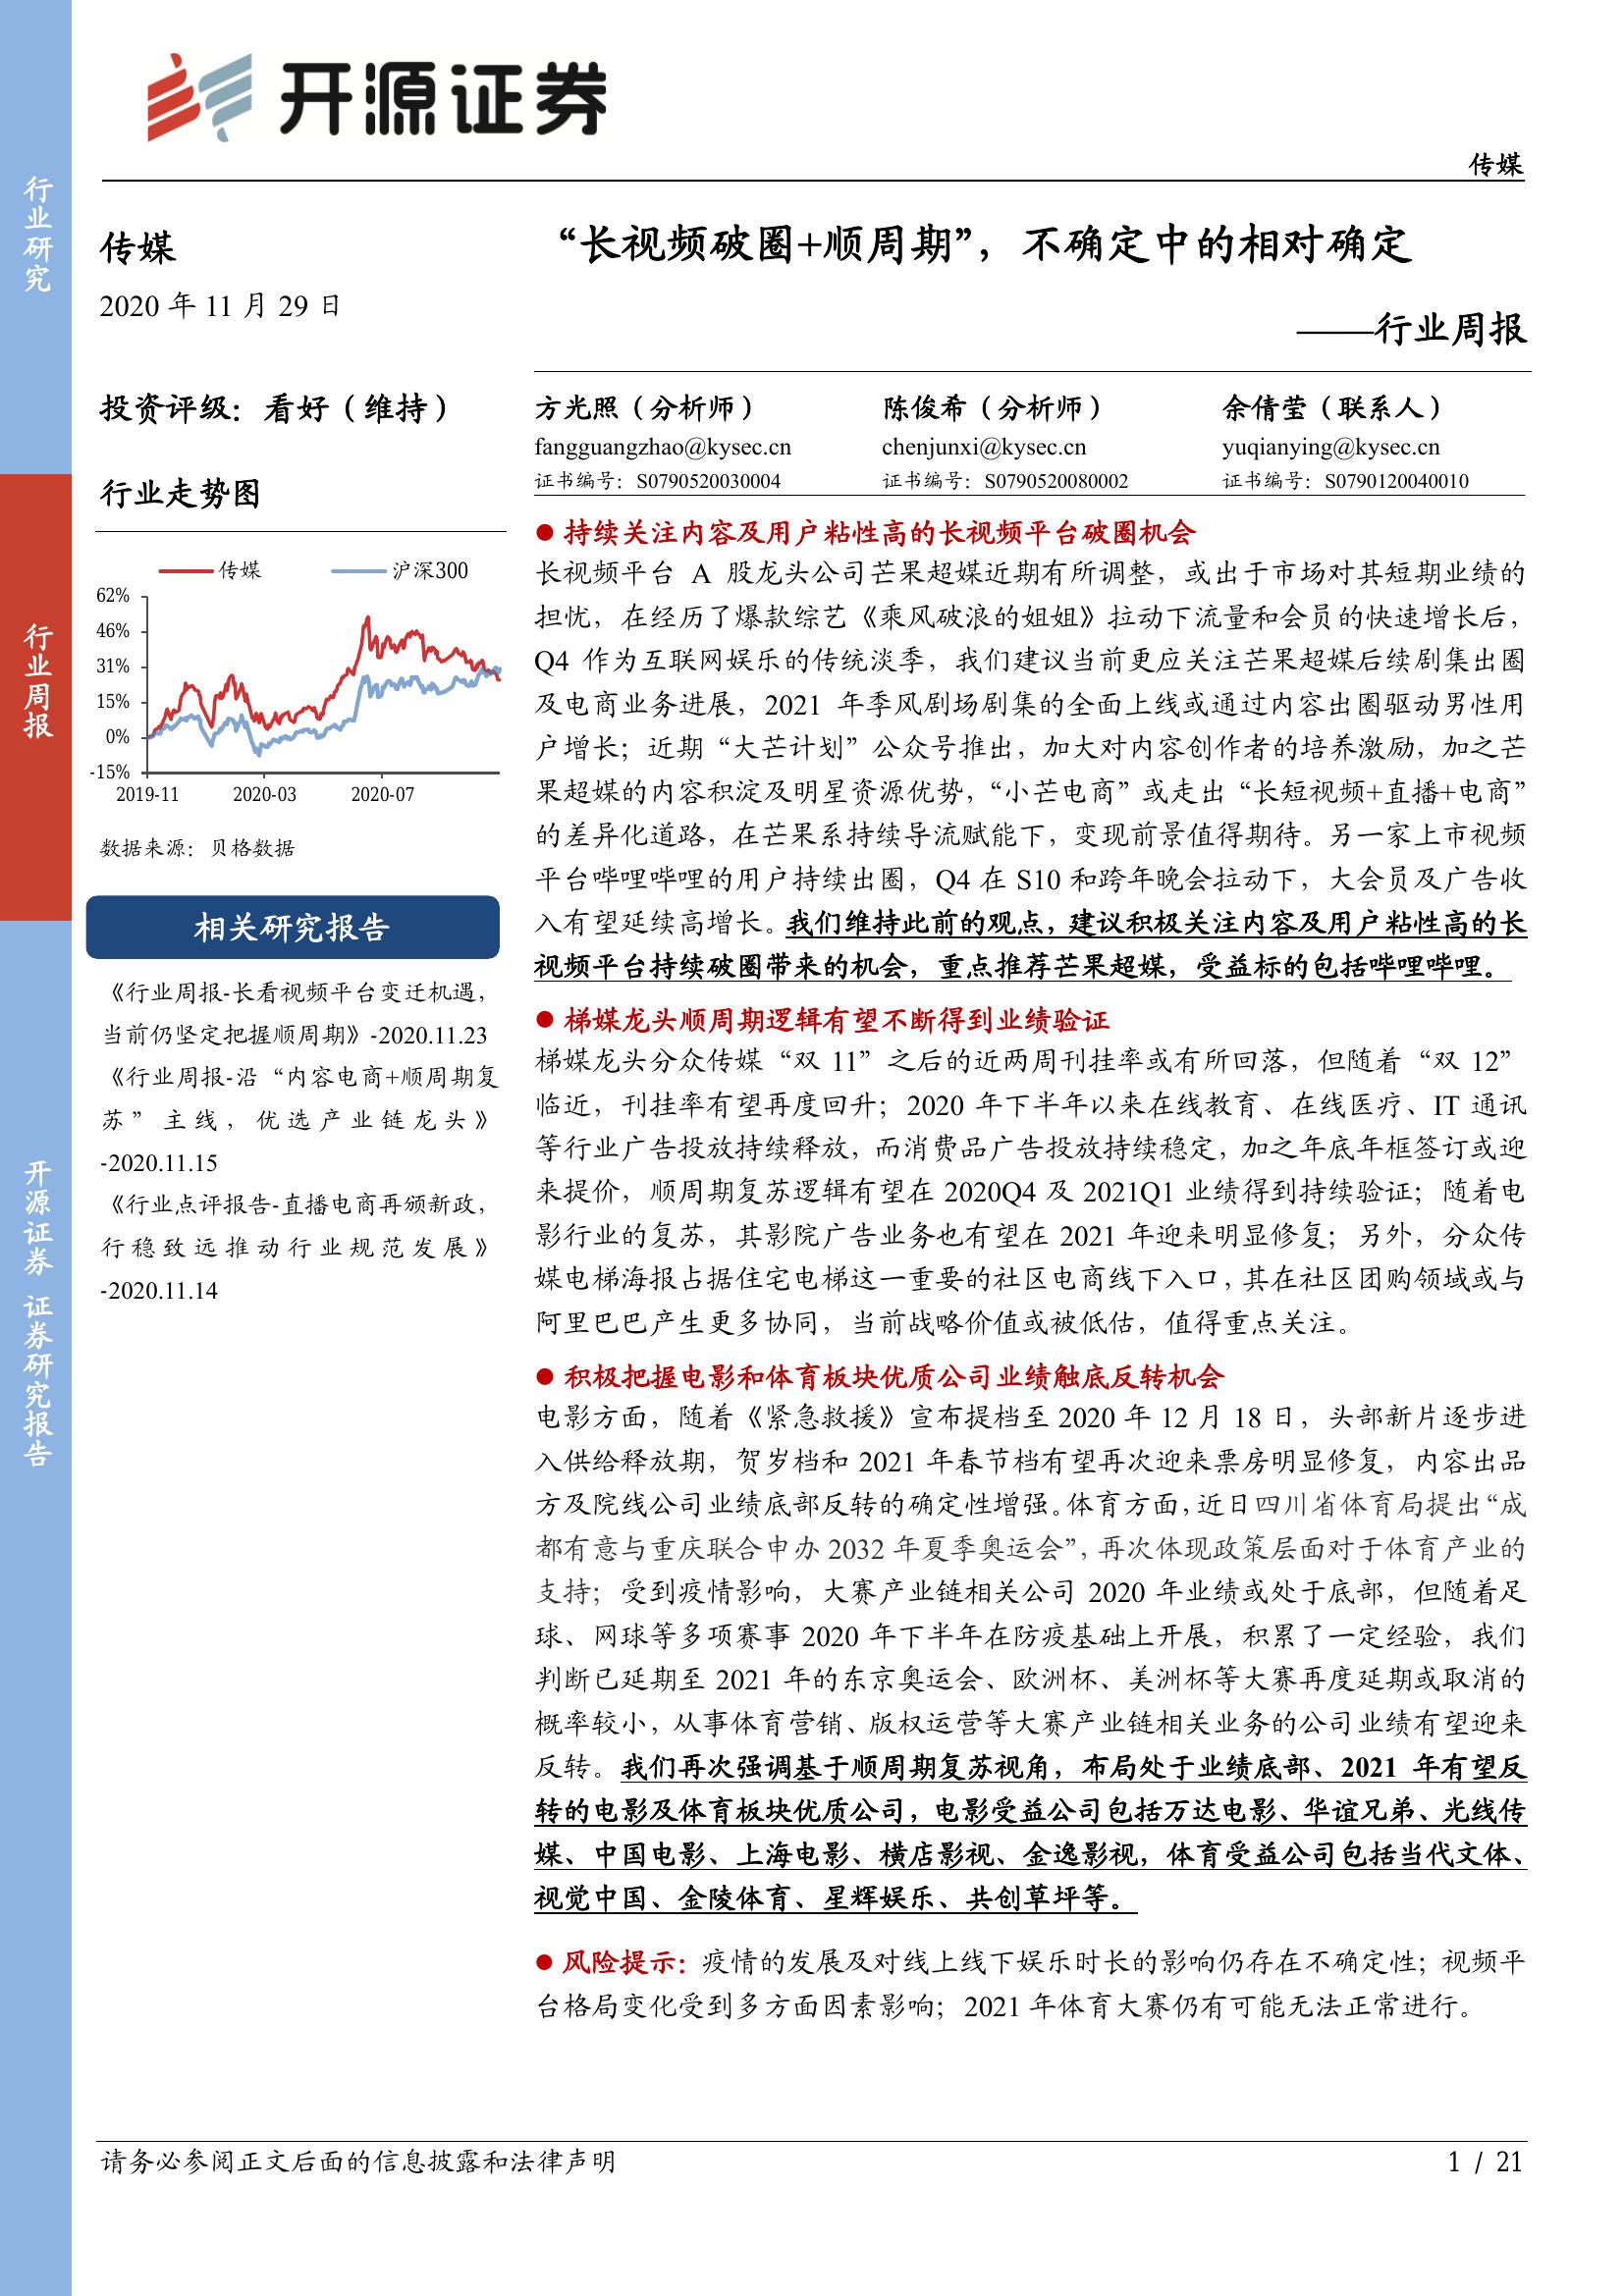 开源证券
传媒
行业研究
行业周报
开源证券 证券研究报告
传媒
2020 年 11 月 29 日
“长视频破圈+顺周期”，不确定中的相对确定
——行业周报
投资评级：看好（维持）
行业走势图
传媒 沪深300
62%
46%
31%
15%
0%
-15%
2019-11 2020-03 2020-07
数据来源：贝格数据
相关研究报告
《行业周报-长看视频平台变迁机遇，
当前仍坚定把握顺周期》-2020.11.23
《行业周报-沿“内容电商+顺周期复
苏”主线，优选产业链龙头》
-2020.11.15
《行业点评报告-直播电商再颁新政，
行稳致远推动行业规范发展》
-2020.11.14
方光照（分析师） 陈俊希（分析师） 余倩莹（联系人）
fangguangzhao@kysec.cn chenjunxi@kysec.cn yuqianying@kysec.cn
证书编号：S0790520030004 证书编号：S0790520080002 证书编号：S0790120040010
● 持续关注内容及用户粘性高的长视频平台破圈机会
长视频平台 A 股龙头公司芒果超媒近期有所调整，或出于市场对其短期业绩的
担忧，在经历了爆款综艺《乘风破浪的姐姐》拉动下流量和会员的快速增长后，
Q4 作为互联网娱乐的传统淡季，我们建议当前更应关注芒果超媒后续剧集出圈
及电商业务进展，2021 年季风剧场剧集的全面上线或通过内容出圈驱动男性用
户增长；近期“大芒计划”公众号推出，加大对内容创作者的培养激励，加之芒
果超媒的内容积淀及明星资源优势，“小芒电商”或走出“长短视频+直播+电商”
的差异化道路，在芒果系持续导流赋能下，变现前景值得期待。另一家上市视频
平台哔哩哔哩的用户持续出圈，Q4 在 S10 和跨年晚会拉动下，大会员及广告收
入有望延续高增长。我们维持此前的观点，建议积极关注内容及用户粘性高的长
视频平台持续破圈带来的机会，重点推荐芒果超媒，受益标的包括哔哩哔哩。
● 梯媒龙头顺周期逻辑有望不断得到业绩验证
梯媒龙头分众传媒“双 11”之后的近两周刊挂率或有所回落，但随着“双 12”
临近，刊挂率有望再度回升；2020 年下半年以来在线教育、在线医疗、IT 通讯
等行业广告投放持续释放，而消费品广告投放持续稳定，加之年底年框签订或迎
来提价，顺周期复苏逻辑有望在 2020Q4 及 2021Q1 业绩得到持续验证；随着电
影行业的复苏，其影院广告业务也有望在 2021 年迎来明显修复；另外，分众传
媒电梯海报占据住宅电梯这一重要的社区电商线下入口，其在社区团购领域或与
阿里巴巴产生更多协同，当前战略价值或被低估，值得重点关注。
● 积极把握电影和体育板块优质公司业绩触底反转机会
电影方面，随着《紧急救援》宣布提档至 2020 年 12 月 18 日，头部新片逐步进
入供给释放期，贺岁档和 2021 年春节档有望再次迎来票房明显修复，内容出品
方及院线公司业绩底部反转的确定性增强。体育方面，近日四川省体育局提出“成
都有意与重庆联合申办 2032 年夏季奥运会”，再次体现政策层面对于体育产业的
支持；受到疫情影响，大赛产业链相关公司 2020 年业绩或处于底部，但随着足
球、网球等多项赛事 2020 年下半年在防疫基础上开展，积累了一定经验，我们
判断已延期至 2021 年的东京奥运会、欧洲杯、美洲杯等大赛再度延期或取消的
概率较小，从事体育营销、版权运营等大赛产业链相关业务的公司业绩有望迎来
反转。我们再次强调基于顺周期复苏视角，布局处于业绩底部、2021 年有望反
转的电影及体育板块优质公司，电影受益公司包括万达电影、华谊兄弟、光线传
媒、中国电影、上海电影、横店影视、金逸影视，体育受益公司包括当代文体、
视觉中国、金陵体育、星辉娱乐、共创草坪等。
● 风险提示：疫情的发展及对线上线下娱乐时长的影响仍存在不确定性；视频平
台格局变化受到多方面因素影响；2021 年体育大赛仍有可能无法正常进行。
请务必参阅正文后面的信息披露和法律声明
1 / 21